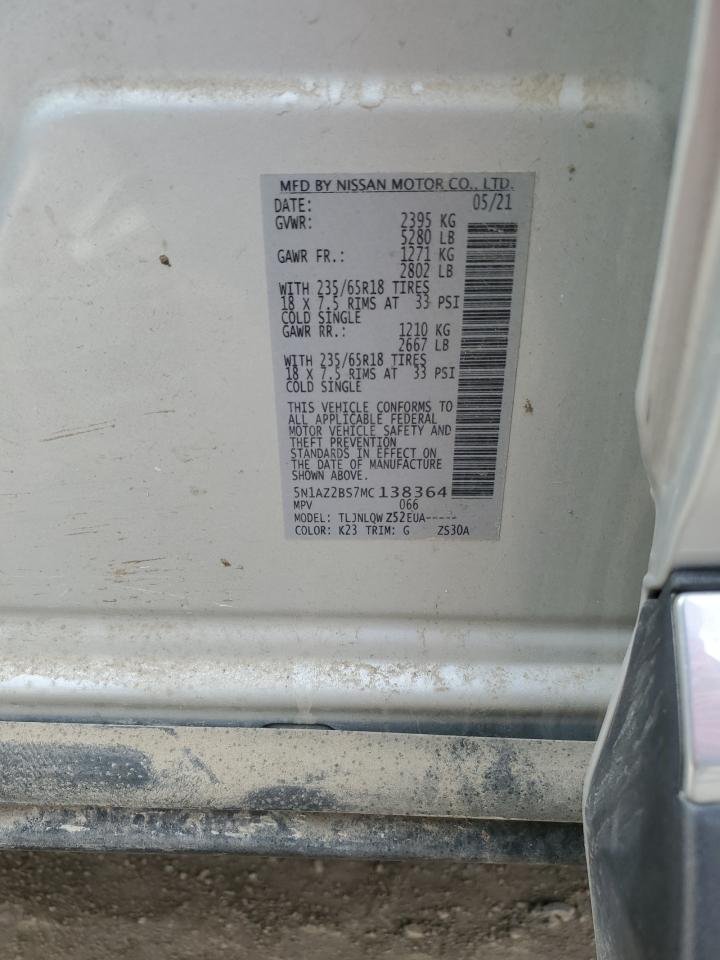 MFD BY NISSAN MOTOR CO., LTD.
DATE: 05/21
GVWR: 2395 KG
5280 LB
GAWR FR.: 1271 KG
2802 LB
WITH 235/65R18 TIRES
18 X 7.5 RIMS AT 33 PSI
COLD SINGLE
GAWR RR.: 1210 KG
2667 LB
WITH 235/65R18 TIRES
18 X 7.5 RIMS AT 33 PSI
COLD SINGLE
THIS VEHICLE CONFORMS TO
ALL APPLICABLE FEDERAL
MOTOR VEHICLE SAFETY AND
THEFT PREVENTION
STANDARDS IN EFFECT ON
THE DATE OF MANUFACTURE
SHOWN ABOVE.
5N1AZ2BS7MC138364
MPV 066
MODEL: TLJNLQWZ52EUA-----
COLOR: K23 TRIM: G ZS30A